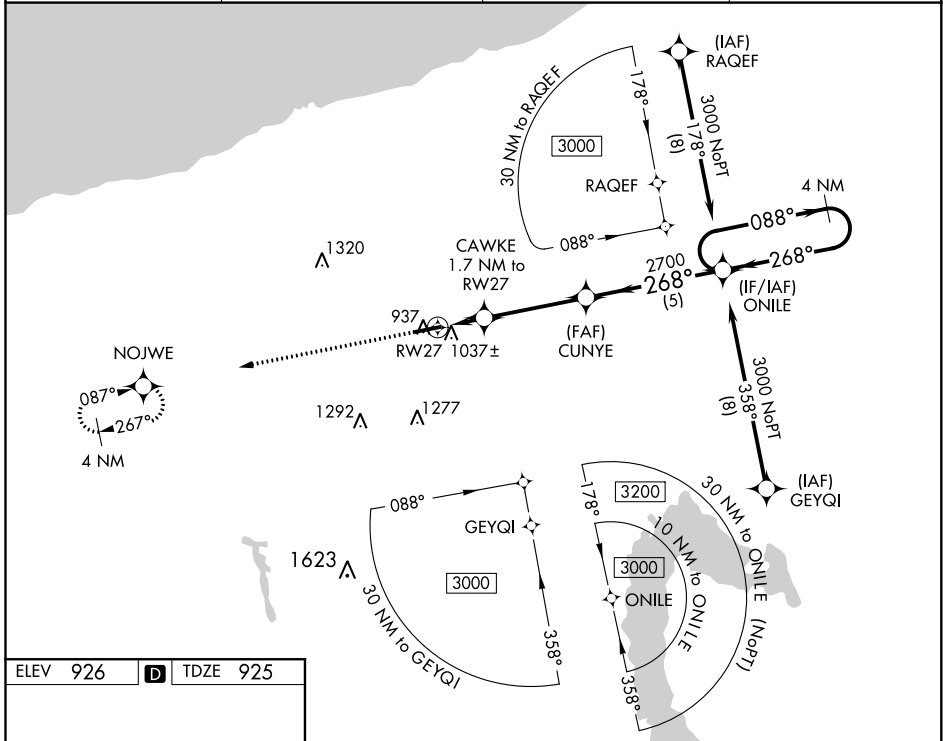 (IAF)
RAQEF
3000 NoPT
178°
(8)
30 NM to RAQEF
178°
3000
RAQEF
088°
4 NM
088°
268°
(IF/IAF)
ONILE
2700
268°
(5)
CAWKE
1.7 NM to
RW27
(FAF)
CUNYE
1320
937
RW27
1037±
NOJWE
087°
267°
4 NM
1292
1277
3000 NoPT
358°
(8)
(IAF)
GEYQI
088°
GEYQI
3000
358°
30 NM to GEYQI
1623
178°
3200
30 NM to ONILE (NoPT)
10 NM to ONILE
3000
ONILE
358°
ELEV 926 D TDZE 925